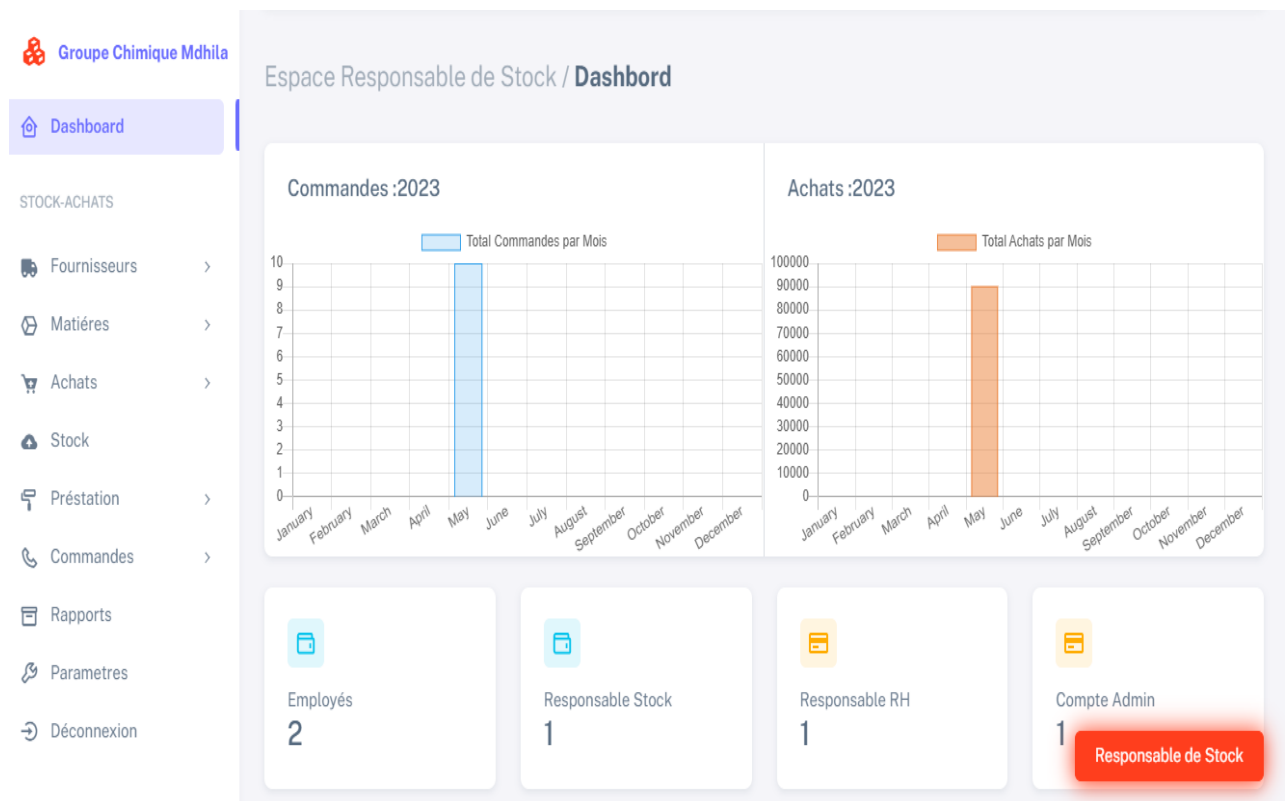 Groupe Chimique Mdhila
Dashboard
STOCK-ACHATS
Fournisseurs
Matiéres
Achats
Stock
Préstation
Commandes
Rapports
Parametres
Déconnexion
Espace Responsable de Stock / Dashbord
Commandes :2023
Total Commandes par Mois
10
9
8
7
6
5
4
3
2
1
0
January February March April May June July August September October November December
Achats :2023
Total Achats par Mois
100000
90000
80000
70000
60000
50000
40000
30000
20000
10000
0
January February March April May June July August September October November December
Employés
2
Responsable Stock
1
Responsable RH
1
Compte Admin
1
Responsable de Stock